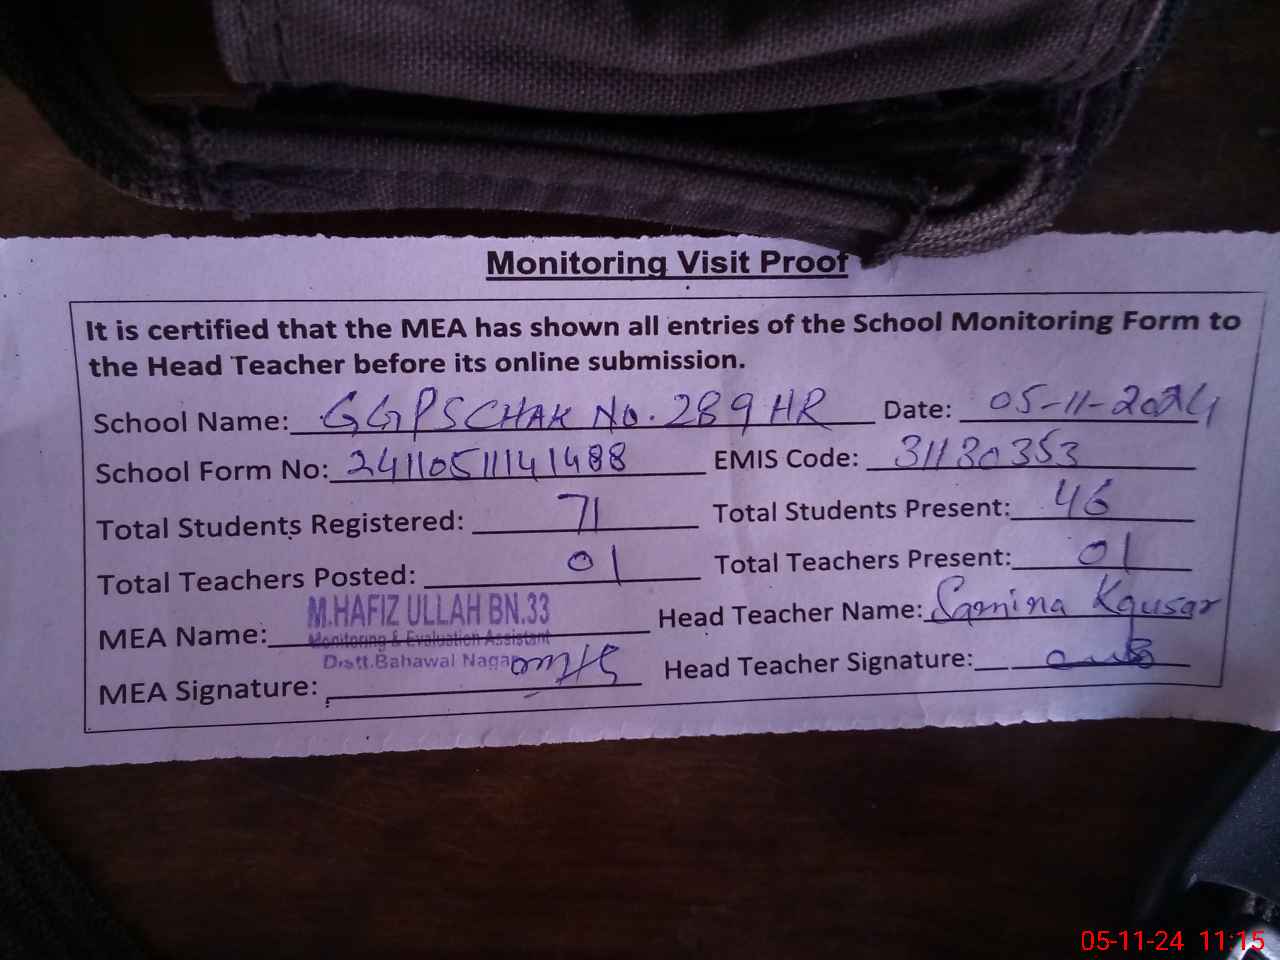 Monitoring Visit Proof
It is certified that the MEA has shown all entries of the School Monitoring Form to
the Head Teacher before its online submission.
School Name: GGPS CHAK No. 289 HR Date: 05-11-2024
School Form No: 24110511141488 EMIS Code: 31130353
Total Students Registered: 71 Total Students Present: 46
Total Teachers Posted: 01 Total Teachers Present: 01
MEA Name: M.HAFIZ ULLAH BN.33 Head Teacher Name: Samina Kausar
Monitoring & Evaluation Assistant
Distt.Bahawal Nagar
MEA Signature: Head Teacher Signature:
05-11-24 11:15